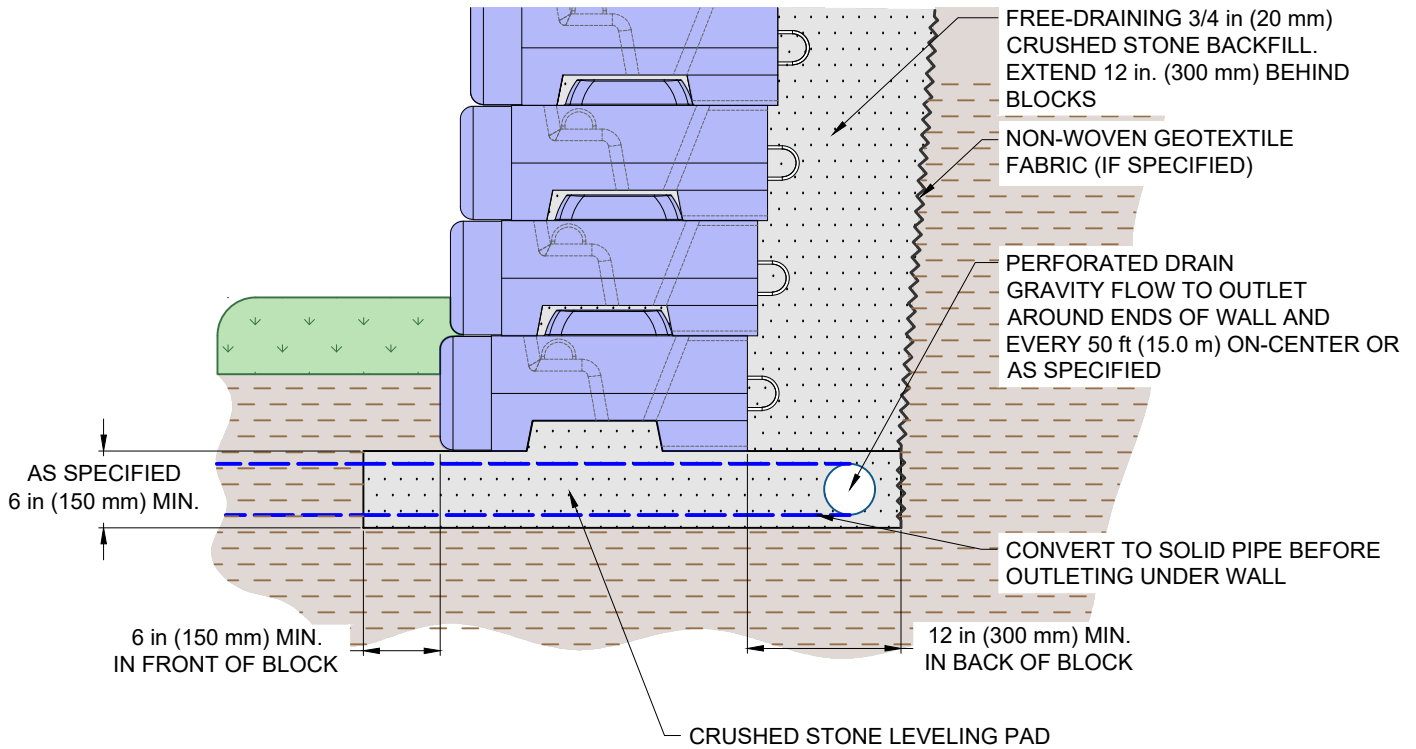 FREE-DRAINING 3/4 in (20 mm)
CRUSHED STONE BACKFILL.
EXTEND 12 in. (300 mm) BEHIND
BLOCKS
NON-WOVEN GEOTEXTILE
FABRIC (IF SPECIFIED)
PERFORATED DRAIN
GRAVITY FLOW TO OUTLET
AROUND ENDS OF WALL AND
EVERY 50 ft (15.0 m) ON-CENTER OR
AS SPECIFIED
AS SPECIFIED
6 in (150 mm) MIN.
CONVERT TO SOLID PIPE BEFORE
OUTLETING UNDER WALL
6 in (150 mm) MIN.
IN FRONT OF BLOCK
12 in (300 mm) MIN.
IN BACK OF BLOCK
CRUSHED STONE LEVELING PAD